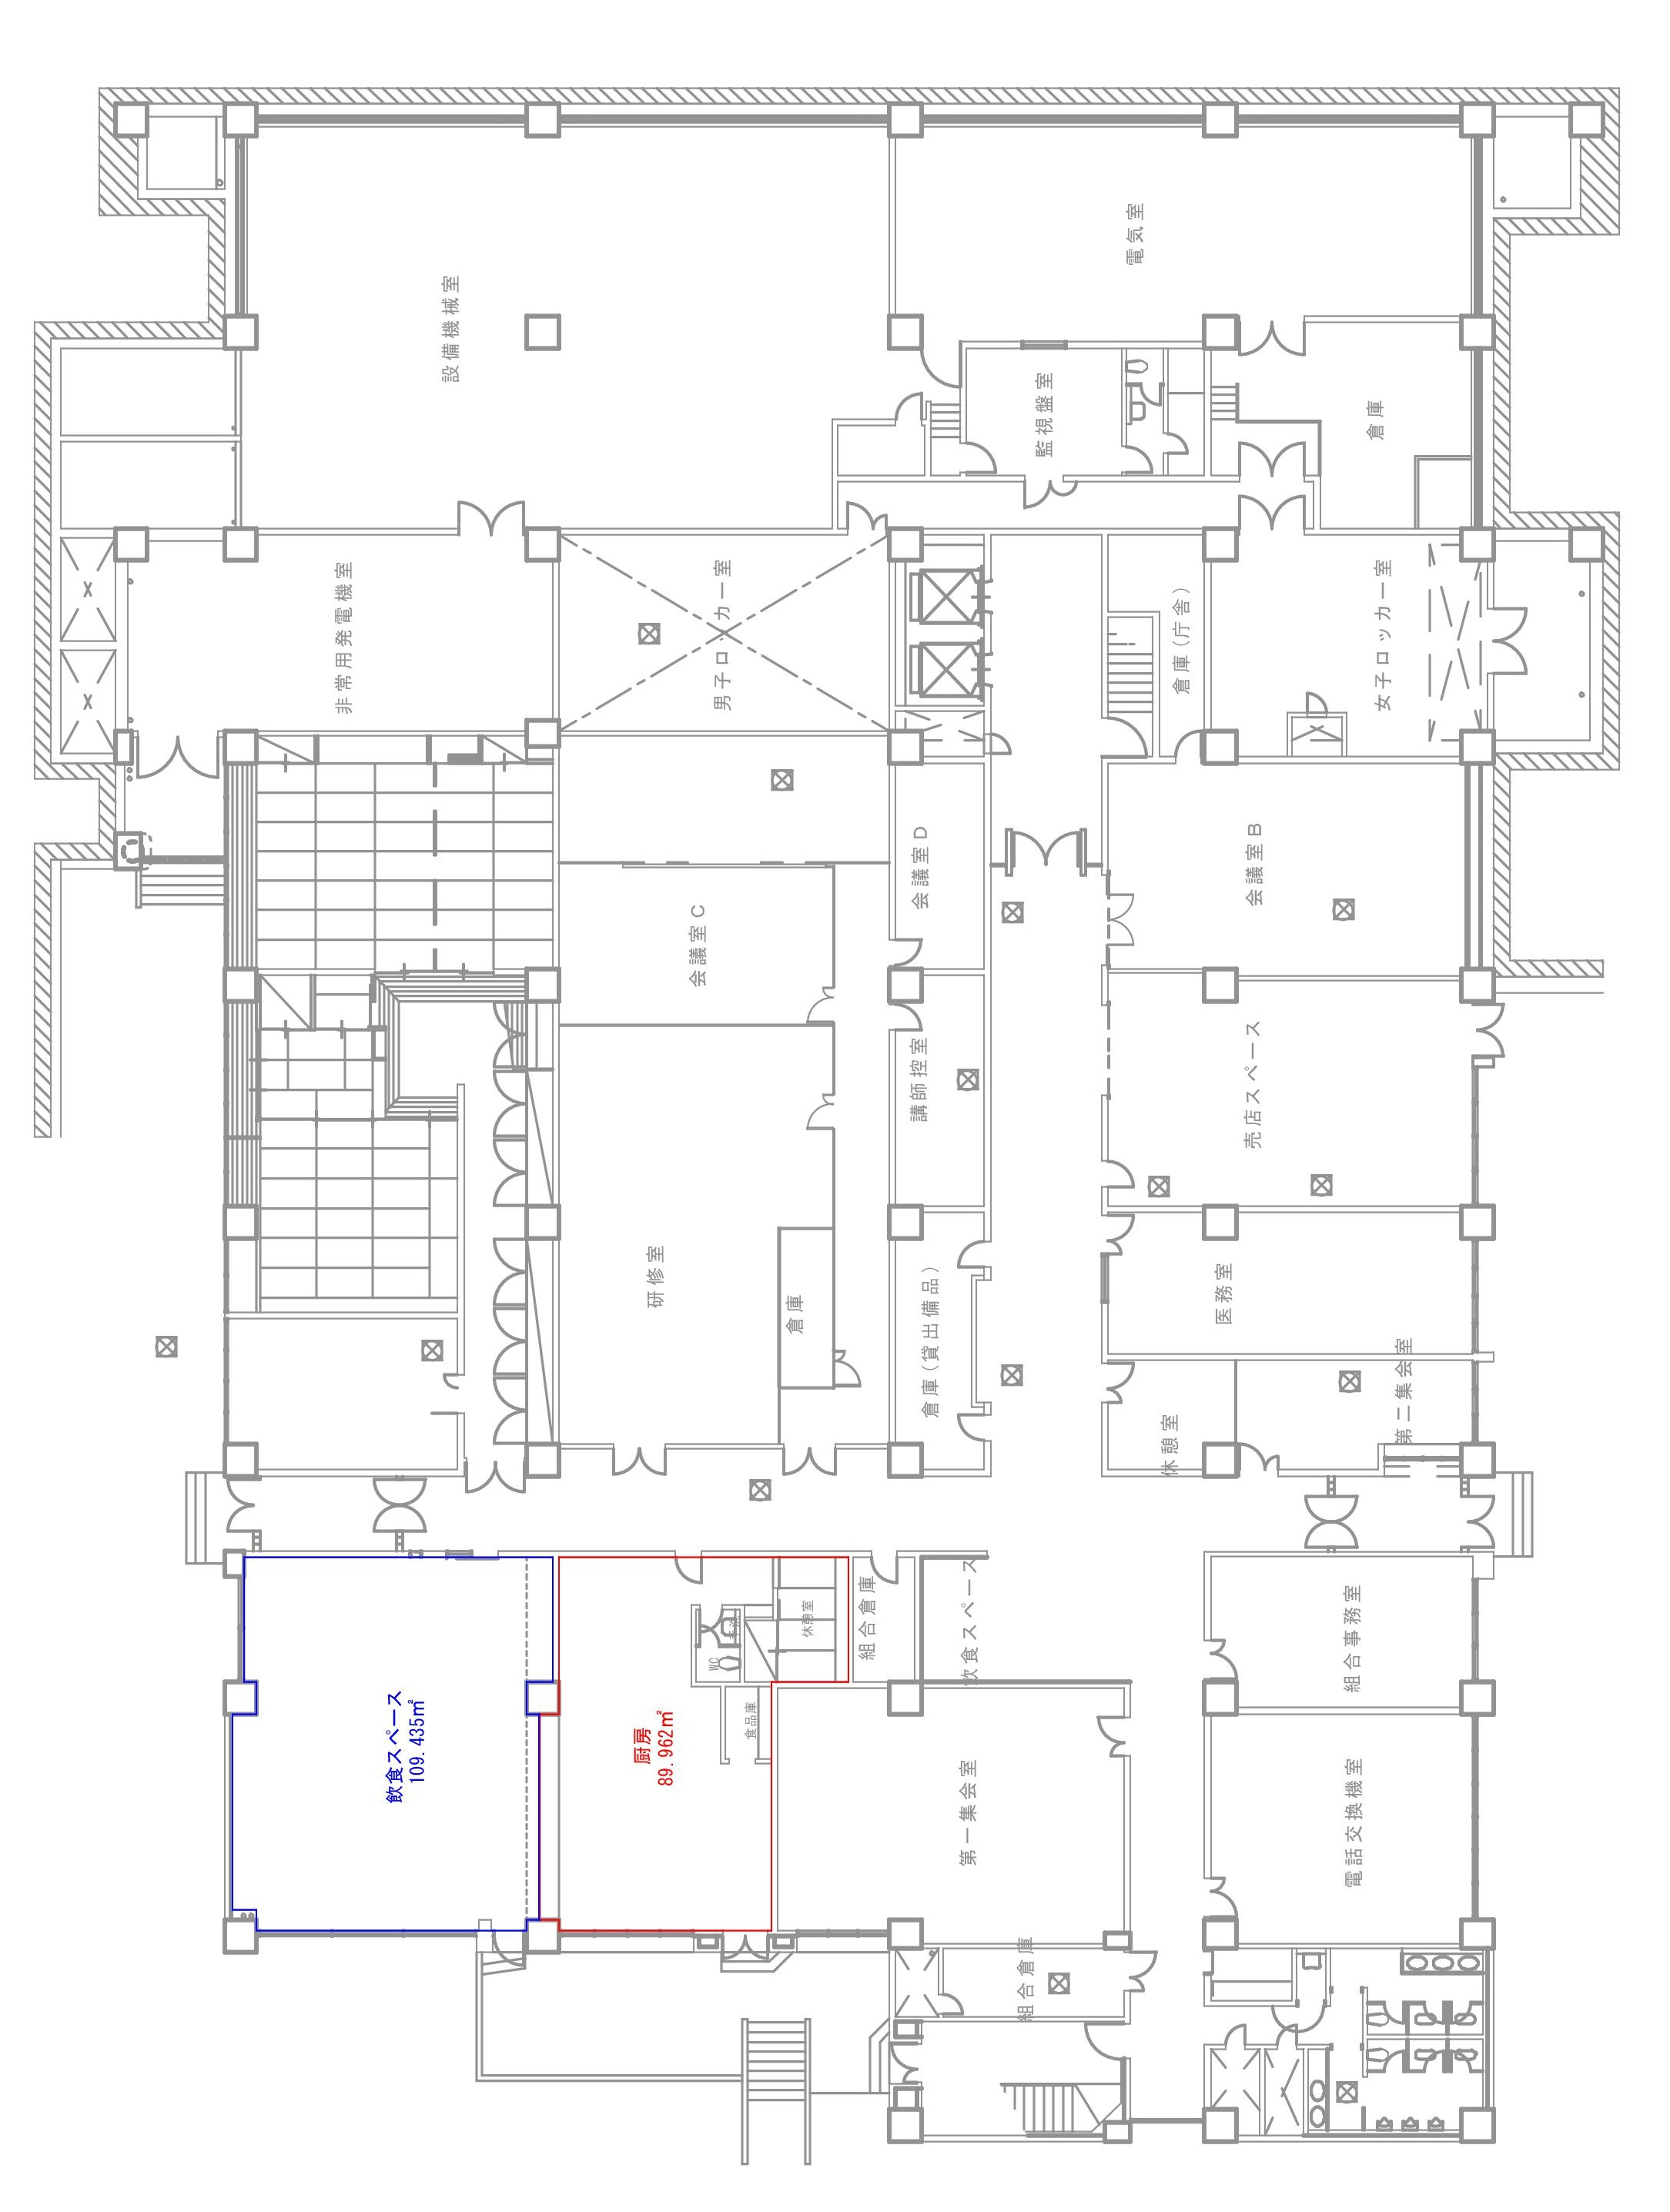 設備機械室
電気室
監視盤室
倉庫
非常用発電機室
男子ロッカー室
倉庫(庁舎)
女子ロッカー室
会議室D
会議室B
会議室C
講師控室
売店スペース
研修室
倉庫
倉庫(貸出備品)
医務室
第二集会室
休憩室
飲食スペース
109.435㎡
厨房
89.962㎡
WC
休憩室
食品庫
組合倉庫
飲食スペース
組合事務室
第一集会室
電話交換機室
組合倉庫